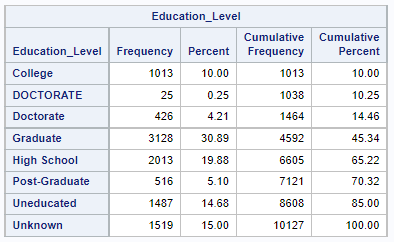 Education_Level
Education_Level Frequency Percent Cumulative Frequency Cumulative Percent
College 1013 10.00 1013 10.00
DOCTORATE 25 0.25 1038 10.25
Doctorate 426 4.21 1464 14.46
Graduate 3128 30.89 4592 45.34
High School 2013 19.88 6605 65.22
Post-Graduate 516 5.10 7121 70.32
Uneducated 1487 14.68 8608 85.00
Unknown 1519 15.00 10127 100.00